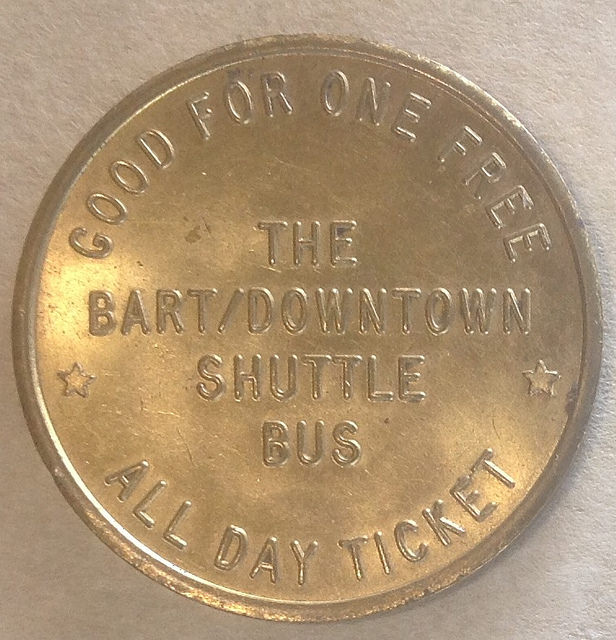 GOOD FOR ONE FREE
THE
BART/DOWNTOWN
SHUTTLE
BUS
ALL DAY TICKET